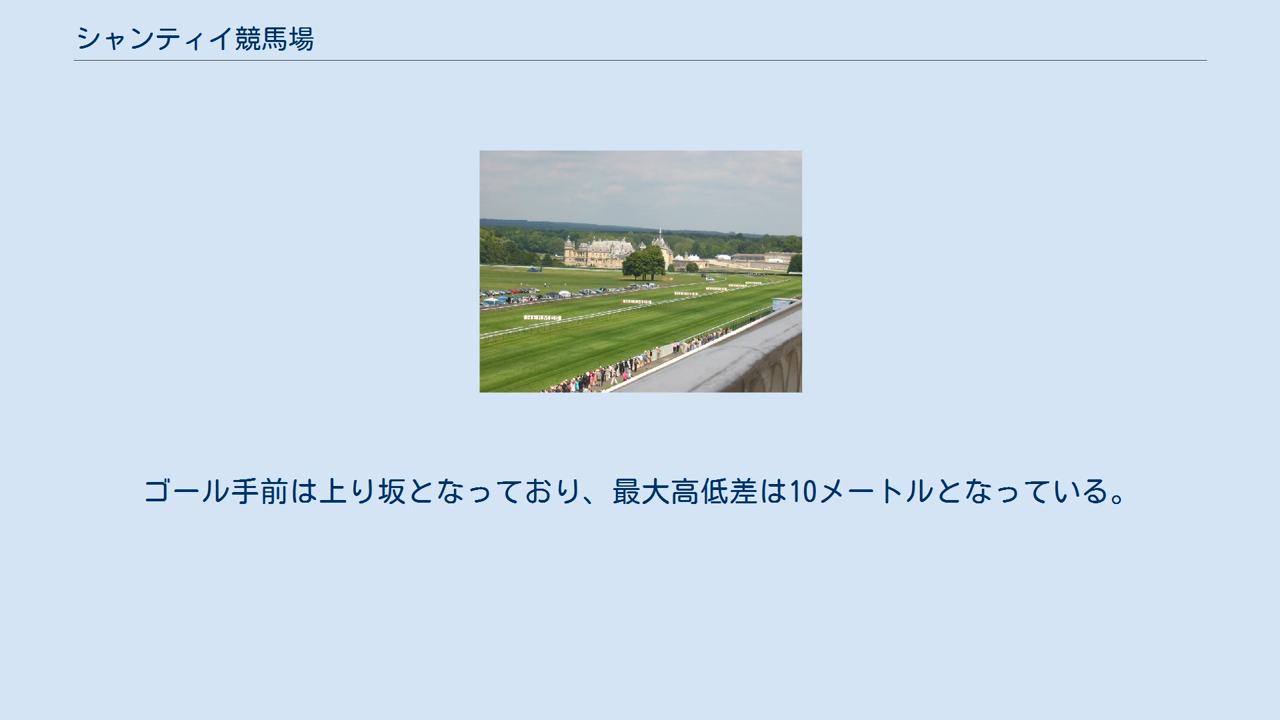 シャンティイ競馬場
HERMES
ゴール手前は上り坂となっており、最大高低差は10メートルとなっている。